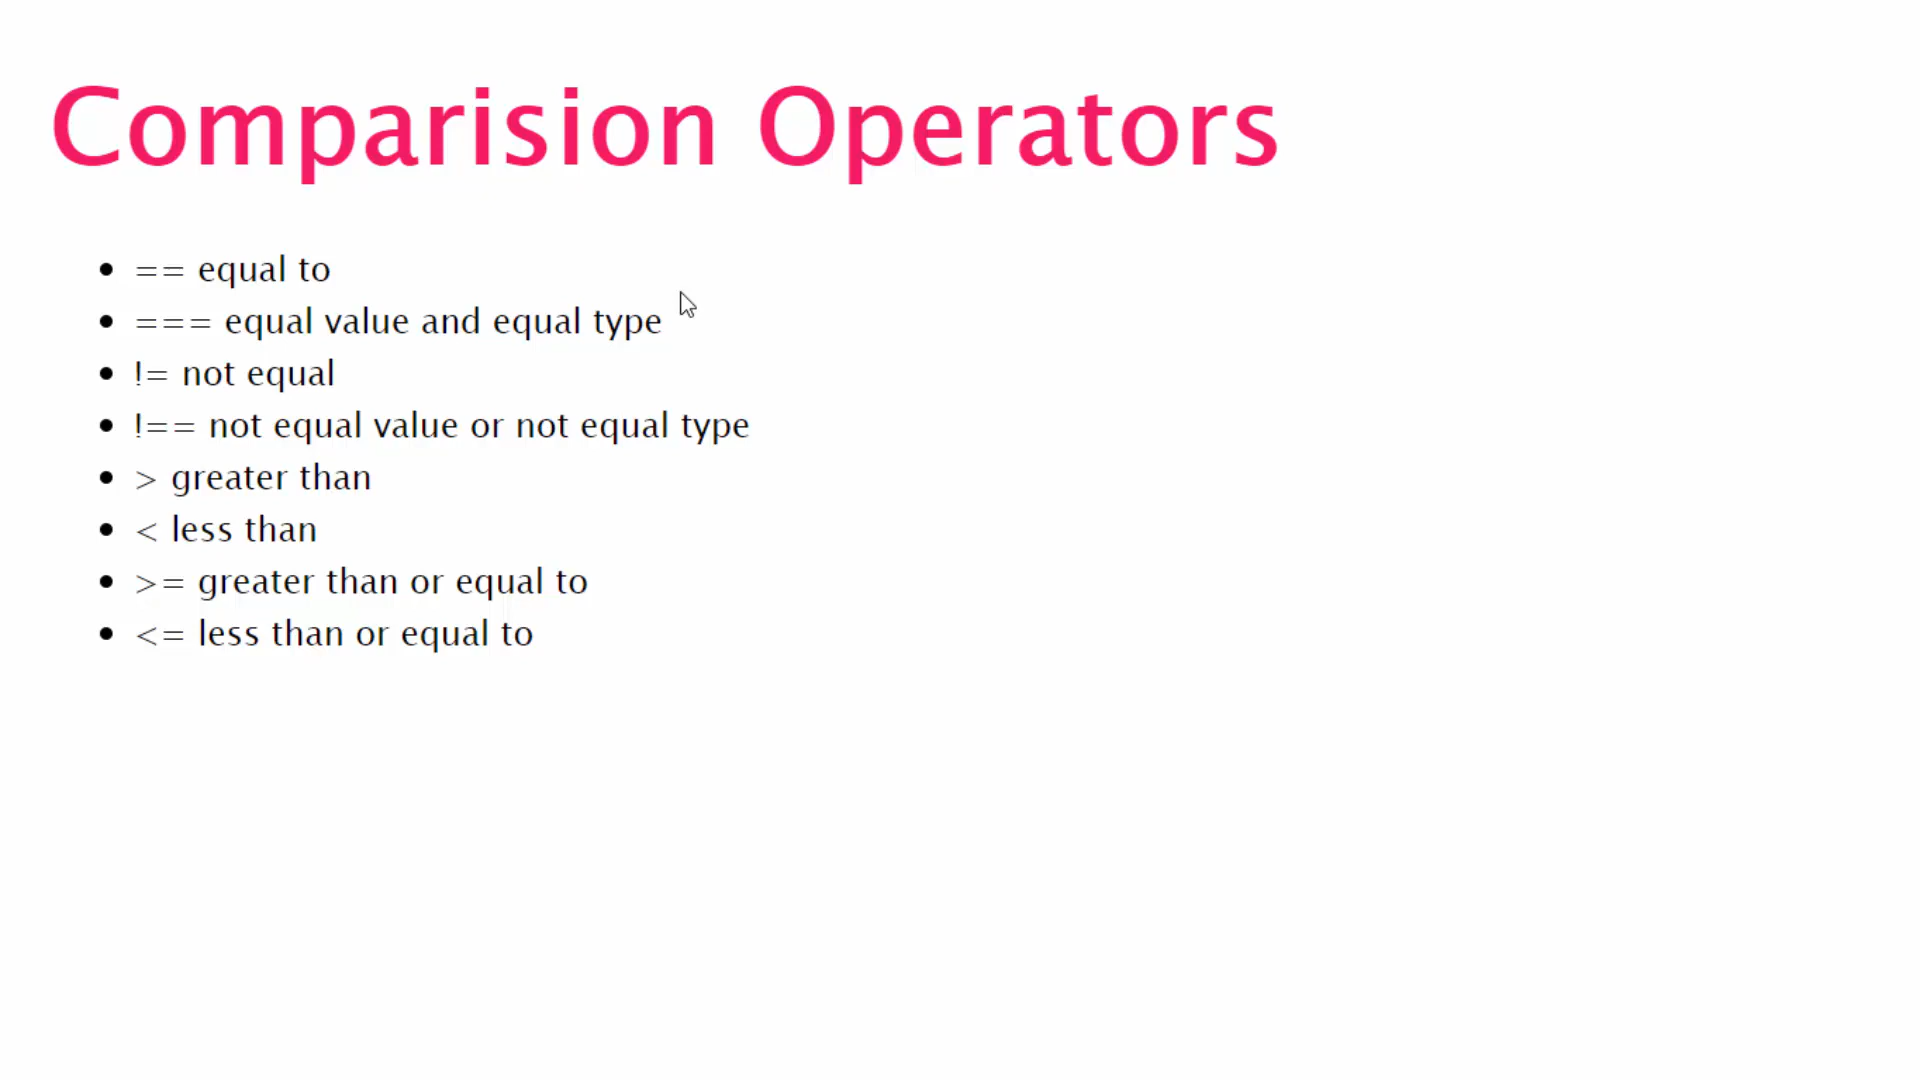 Comparision Operators
• == equal to
• === equal value and equal type
• != not equal
• !== not equal value or not equal type
• > greater than
• < less than
• >= greater than or equal to
• <= less than or equal to